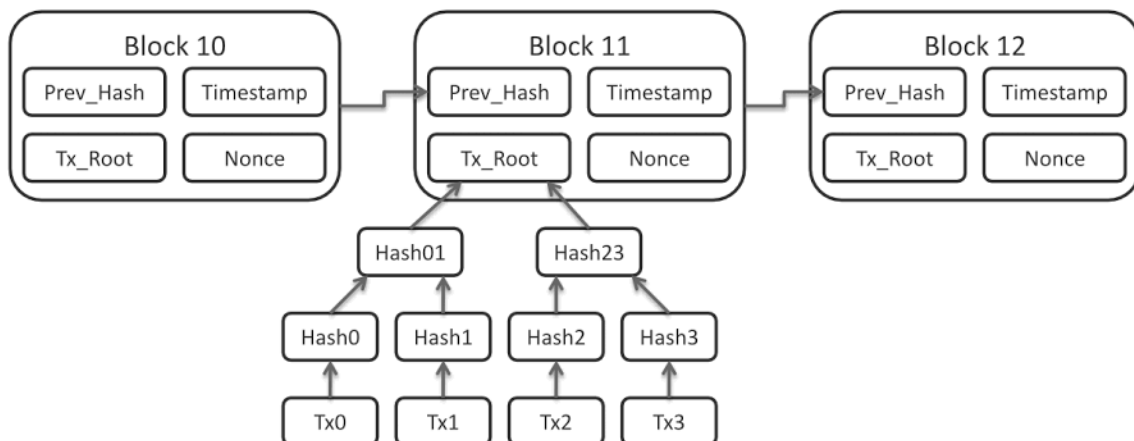 Block 10
Block 11
Block 12
Prev_Hash
Timestamp
Prev_Hash
Timestamp
Prev_Hash
Timestamp
Tx_Root
Nonce
Tx_Root
Nonce
Tx_Root
Nonce
Hash01
Hash23
Hash0
Hash1
Hash2
Hash3
Tx0
Tx1
Tx2
Tx3